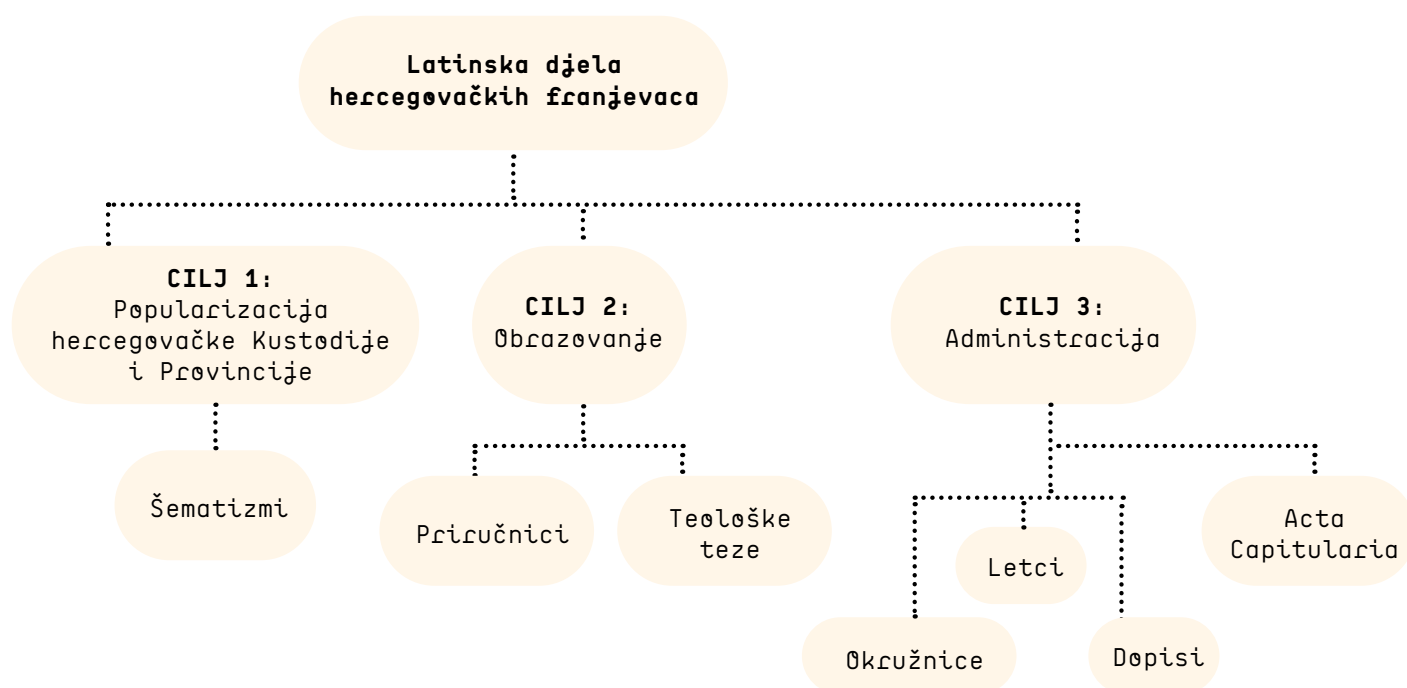 Latinska djela
hercegovačkih franjevaca
CILJ 1:
Popularizacija
hercegovačke Kustodije
i Provincije
CILJ 2:
Obrazovanje
CILJ 3:
Administracija
Šematizmi
Priručnici
Teološke
teze
Letci
Acta
Capitularia
Okružnice
Dopisi